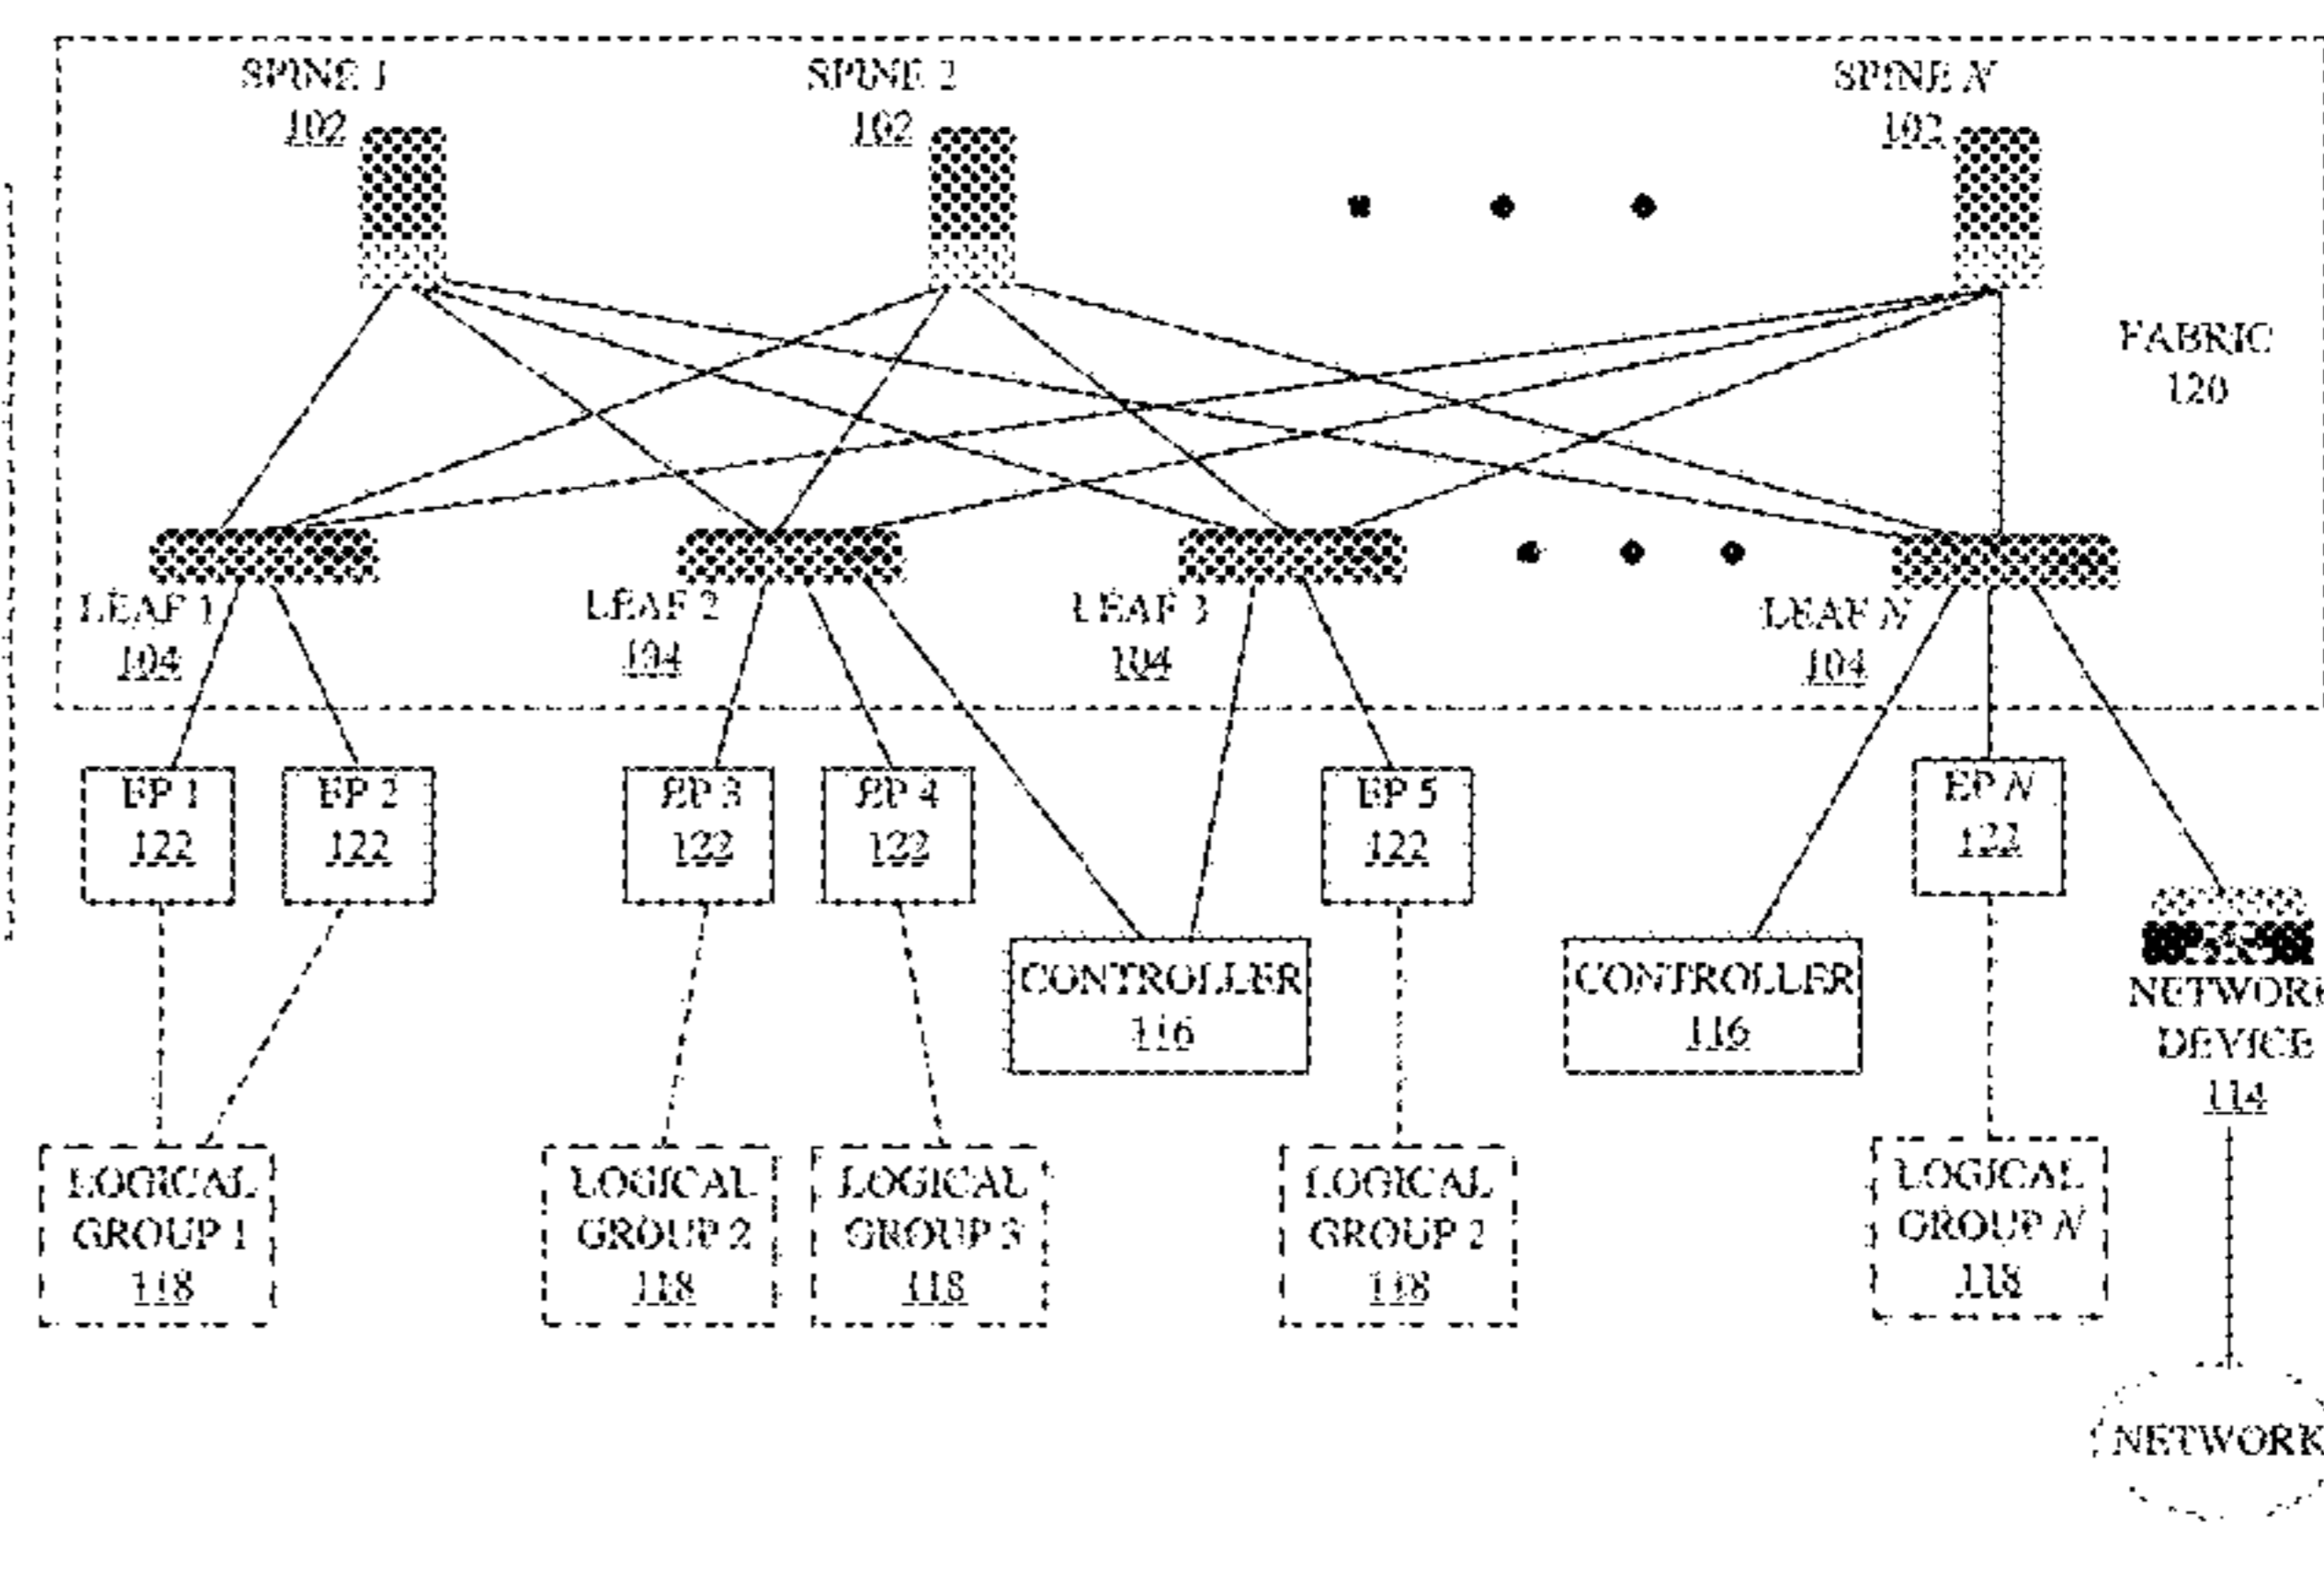 SPINE 1
102
SPINE 2
102
SPINE N
102
FABRIC
120
LEAF 1
104
LEAF 2
104
LEAF 3
104
LEAF N
104
EP 1
122
EP 2
122
EP 3
122
EP 4
122
EP 5
122
EP N
122
CONTROLLER
116
CONTROLLER
116
NETWORK
DEVICE
114
LOGICAL
GROUP 1
118
LOGICAL
GROUP 2
118
LOGICAL
GROUP 3
118
LOGICAL
GROUP 2
118
LOGICAL
GROUP N
118
NETWORK